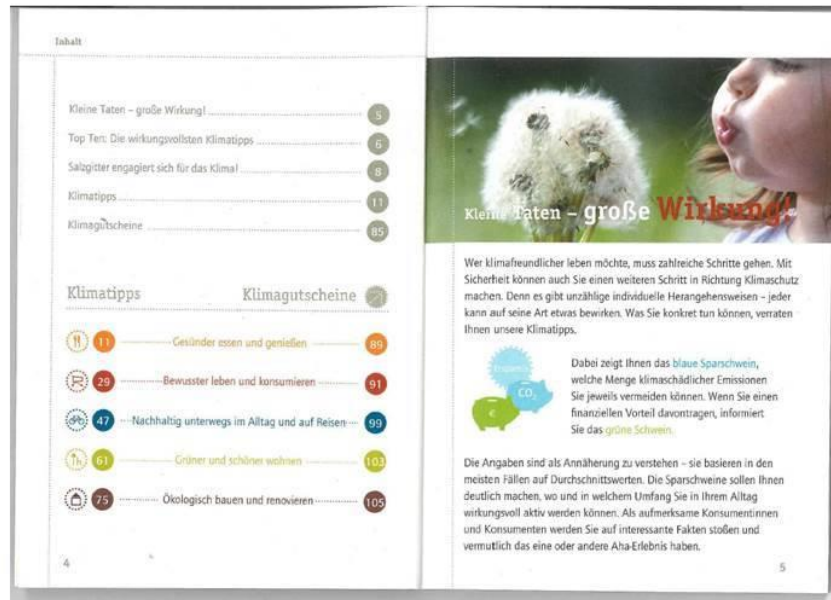 Inhalt
Kleine Taten – große Wirkung! 5
Top Ten: Die wirkungsvollsten Klimatipps 6
Salzgitter engagiert sich für das Klima! 8
Klimatipps 11
Klimagutscheine 85
Klimatipps Klimagutscheine
11 Gesünder essen und genießen 89
29 Bewusster leben und konsumieren 91
47 Nachhaltig unterwegs im Alltag und auf Reisen 99
61 Grüner und schöner wohnen 103
75 Ökologisch bauen und renovieren 105
4
Kleine Taten – große Wirkung!
Wer klimafreundlicher leben möchte, muss zahlreiche Schritte gehen. Mit
Sicherheit können auch Sie einen weiteren Schritt in Richtung Klimaschutz
machen. Denn es gibt unzählige individuelle Herangehensweisen – jeder
kann auf seine Art etwas bewirken. Was Sie konkret tun können, verraten
Ihnen unsere Klimatipps.
CO₂
€
Dabei zeigt Ihnen das blaue Sparschwein,
welche Menge klimaschädlicher Emissionen
Sie jeweils vermeiden können. Wenn Sie einen
finanziellen Vorteil davontragen, informiert
Sie das grüne Schwein.
Die Angaben sind als Annäherung zu verstehen – sie basieren in den
meisten Fällen auf Durchschnittswerten. Die Sparschweine sollen Ihnen
deutlich machen, wo und in welchem Umfang Sie in Ihrem Alltag
wirkungsvoll aktiv werden können. Als aufmerksame Konsumentinnen
und Konsumenten werden Sie auf interessante Fakten stoßen und
vermutlich das eine oder andere Aha-Erlebnis haben.
5